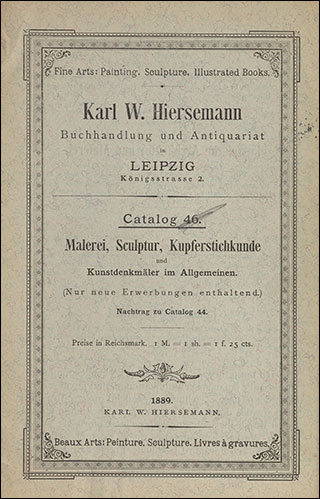 Fine Arts: Painting. Sculpture. Illustrated Books.
Karl W. Hiersemann
Buchhandlung und Antiquariat
in
LEIPZIG
Königsstrasse 2.
Catalog 46.
Malerei, Sculptur, Kupferstichkunde
und
Kunstdenkmäler im Allgemeinen.
(Nur neue Erwerbungen enthaltend.)
Nachtrag zu Catalog 44.
Preise in Reichsmark. 1 M. = 1 sh. = 1 f. 25 cts.
1889.
KARL W. HIERSEMANN.
Beaux Arts: Peinture. Sculpture. Livres à gravures.